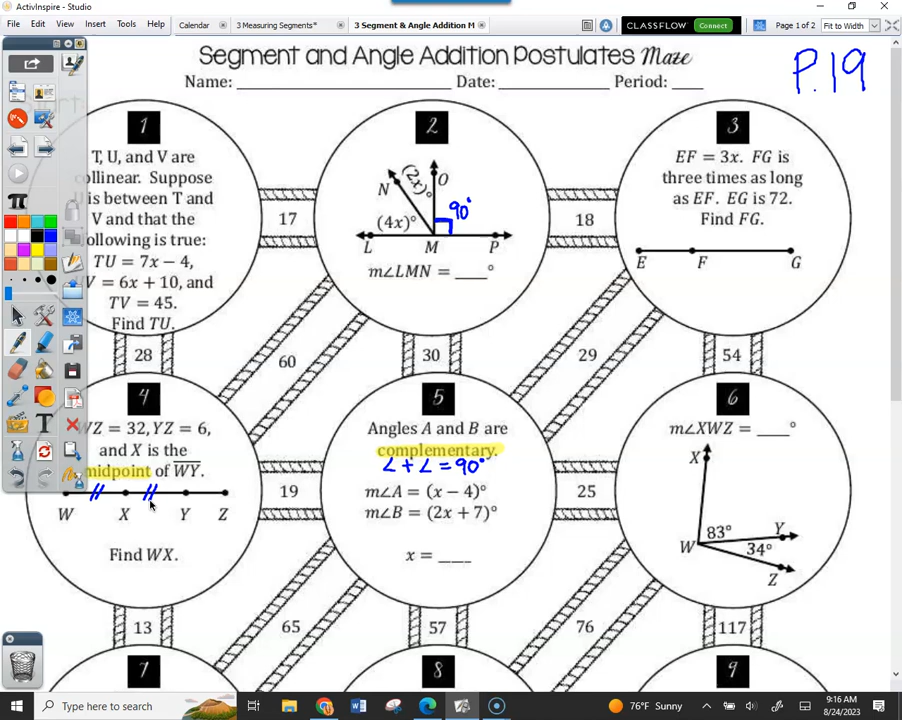 ActivInspire - Studio
File Edit View Insert Tools Help
Calendar
3 Measuring Segments*
3 Segment & Angle Addition M
CLASSFLOW Connect
Page 1 of 2
Fit to Width
Segment and Angle Addition Postulates Maze
P.19
Name: Date: Period:
1
T, U, and V are
collinear. Suppose
is between T and
V and that the
ollowing is true:
TU = 7x − 4,
V = 6x + 10, and
TV = 45.
Find TU.
17
2
N
(2x)°
O
90°
(4x)°
L M P
m∠LMN = ___°
18
3
EF = 3x. FG is
three times as long
as EF. EG is 72.
Find FG.
E F G
28
60
30
29
54
4
WZ = 32, YZ = 6,
and X is the
midpoint of WY.
W X Y Z
Find WX.
19
5
Angles A and B are
complementary.
∠ + ∠ = 90°
m∠A = (x − 4)°
m∠B = (2x + 7)°
x = ___
25
6
m∠XWZ = ___°
X
83°
Y
W
34°
Z
13
65
57
76
117
7
8
9
Type here to search
76°F Sunny
9:16 AM
8/24/2023